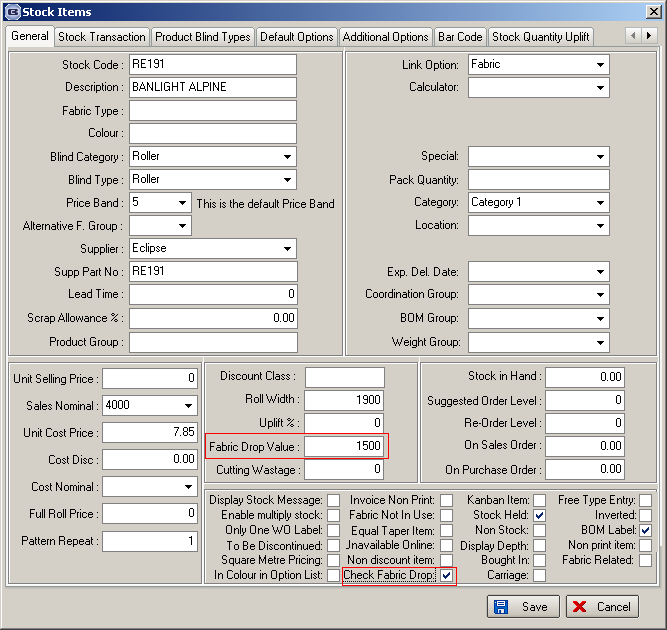 Stock Items
General Stock Transaction Product Blind Types Default Options Additional Options Bar Code Stock Quantity Uplift
Stock Code : RE191
Description : BANLIGHT ALPINE
Fabric Type :
Colour :
Blind Category : Roller
Blind Type : Roller
Price Band : 5 This is the default Price Band
Alternative F. Group :
Supplier : Eclipse
Supp Part No : RE191
Lead Time : 0
Scrap Allowance % : 0.00
Product Group :
Link Option: Fabric
Calculator:
Special:
Pack Quantity:
Category: Category 1
Location:
Exp. Del. Date:
Coordination Group:
BOM Group:
Weight Group:
Unit Selling Price : 0
Sales Nominal : 4000
Unit Cost Price : 7.85
Cost Disc : 0.00
Cost Nominal :
Full Roll Price : 0
Pattern Repeat : 1
Discount Class :
Roll Width : 1900
Uplift % : 0
Fabric Drop Value : 1500
Cutting Wastage : 0
Stock in Hand : 0.00
Suggested Order Level : 0
Re-Order Level : 0
On Sales Order : 0.00
On Purchase Order : 0.00
Display Stock Message: Invoice Non Print: Kanban Item: Free Type Entry:
Enable multiply stock: Fabric Not In Use: Stock Held: Inverted:
Only One WO Label: Equal Taper Item: Non Stock: BOM Label:
To Be Discontinued: Unavailable Online: Display Depth: Non print item:
Square Metre Pricing: Non discount item: Bought In: Fabric Related:
In Colour in Option List: Check Fabric Drop: Carriage:
Save Cancel